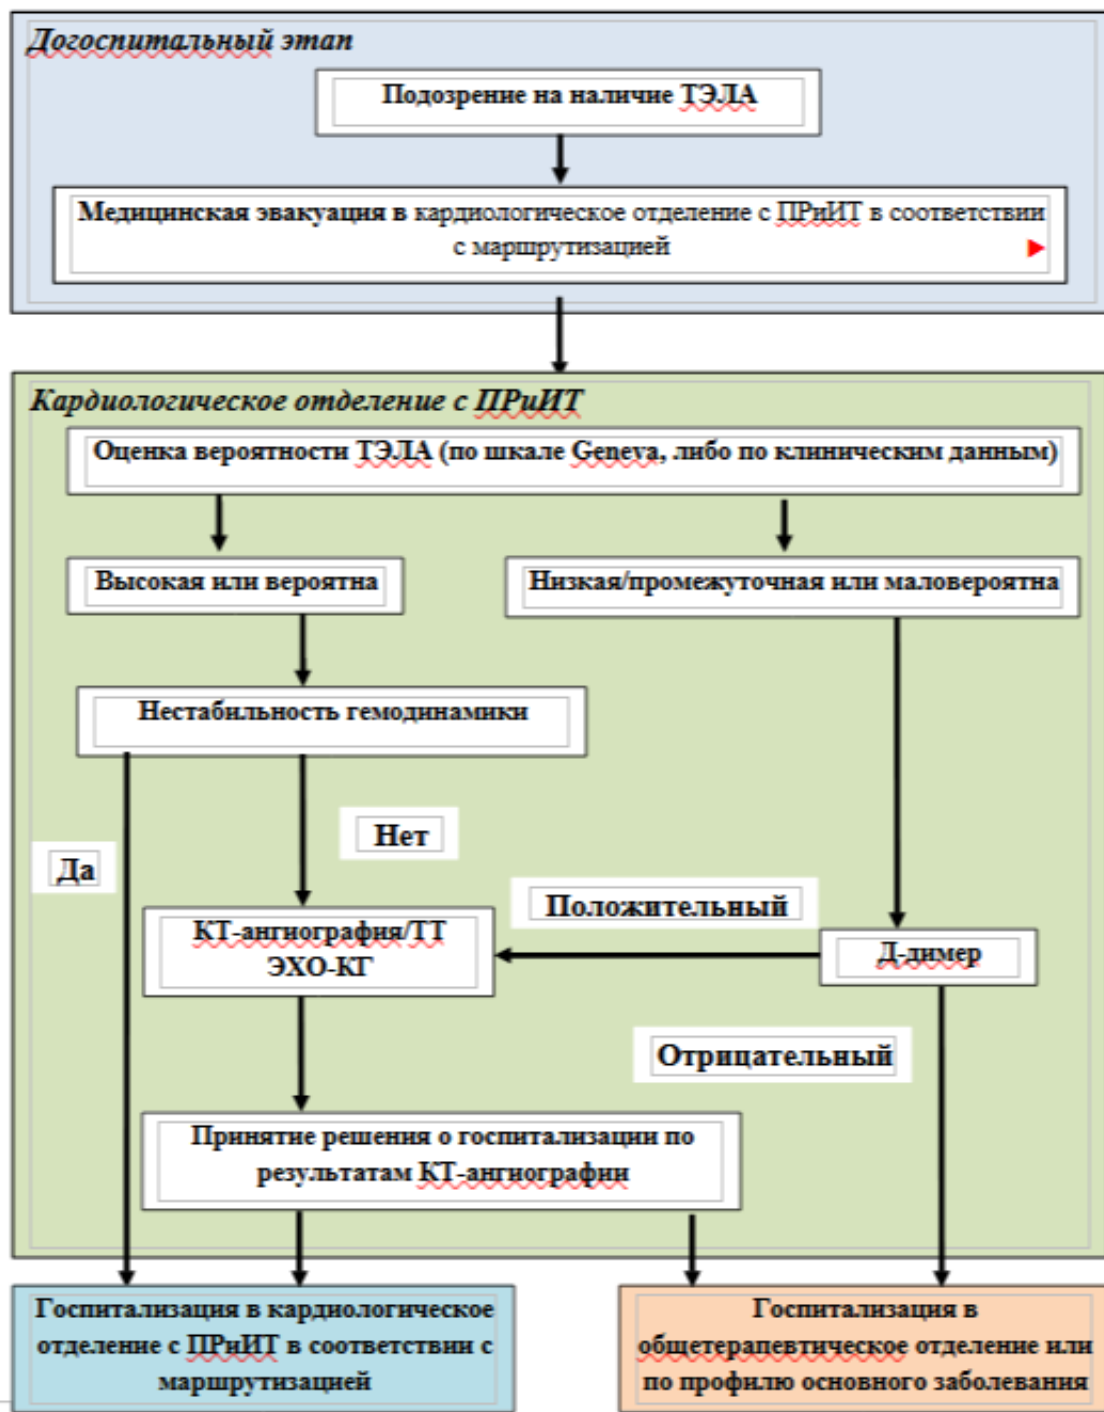 Догоспитальный этап
Подозрение на наличие ТЭЛА
Медицинская эвакуация в кардиологическое отделение с ПРиИТ в соответствии
с маршрутизацией
Кардиологическое отделение с ПРиИТ
Оценка вероятности ТЭЛА (по шкале Geneva, либо по клиническим данным)
Высокая или вероятна
Низкая/промежуточная или маловероятна
Нестабильность гемодинамики
Нет
Да
Положительный
КТ-ангиография/ТТ
ЭХО-КГ
Д-димер
Отрицательный
Принятие решения о госпитализации по
результатам КТ-ангиографии
Госпитализация в кардиологическое
отделение с ПРиИТ в соответствии с
маршрутизацией
Госпитализация в
общетерапевтическое отделение или
по профилю основного заболевания